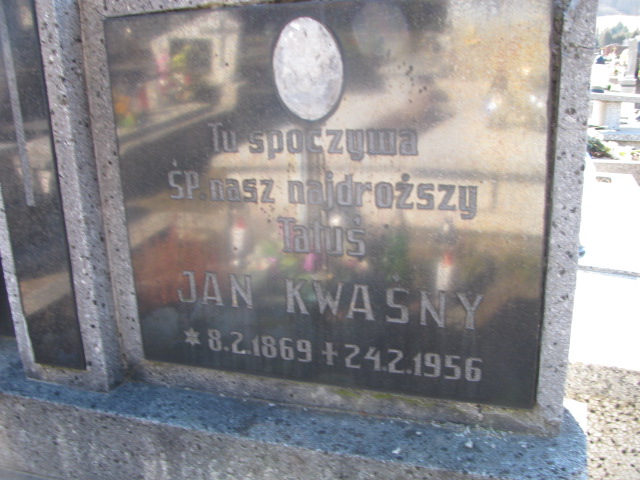 Tu spoczywa
ŚP. nasz najdroższy
Tatuś
JAN KWAŚNY
*8.2.1869 +24.2.1956